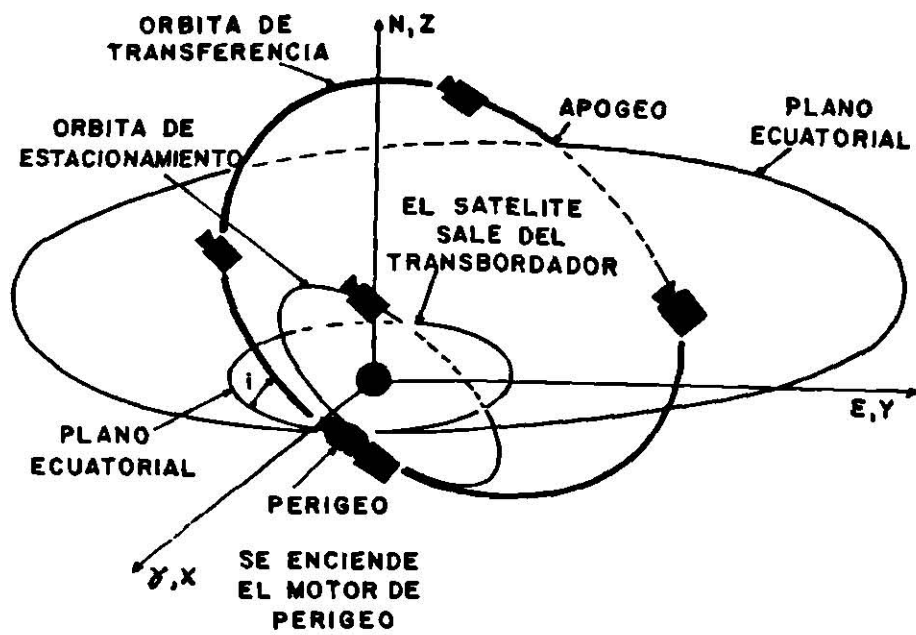 ORBITA DE
TRANSFERENCIA
N,Z
ORBITA DE
ESTACIONAMIENTO
APOGEO
PLANO
ECUATORIAL
EL SATELITE
SALE DEL
TRANSBORDADOR
i
PLANO
ECUATORIAL
E,Y
PERIGEO
γ,X
SE ENCIENDE
EL MOTOR DE
PERIGEO